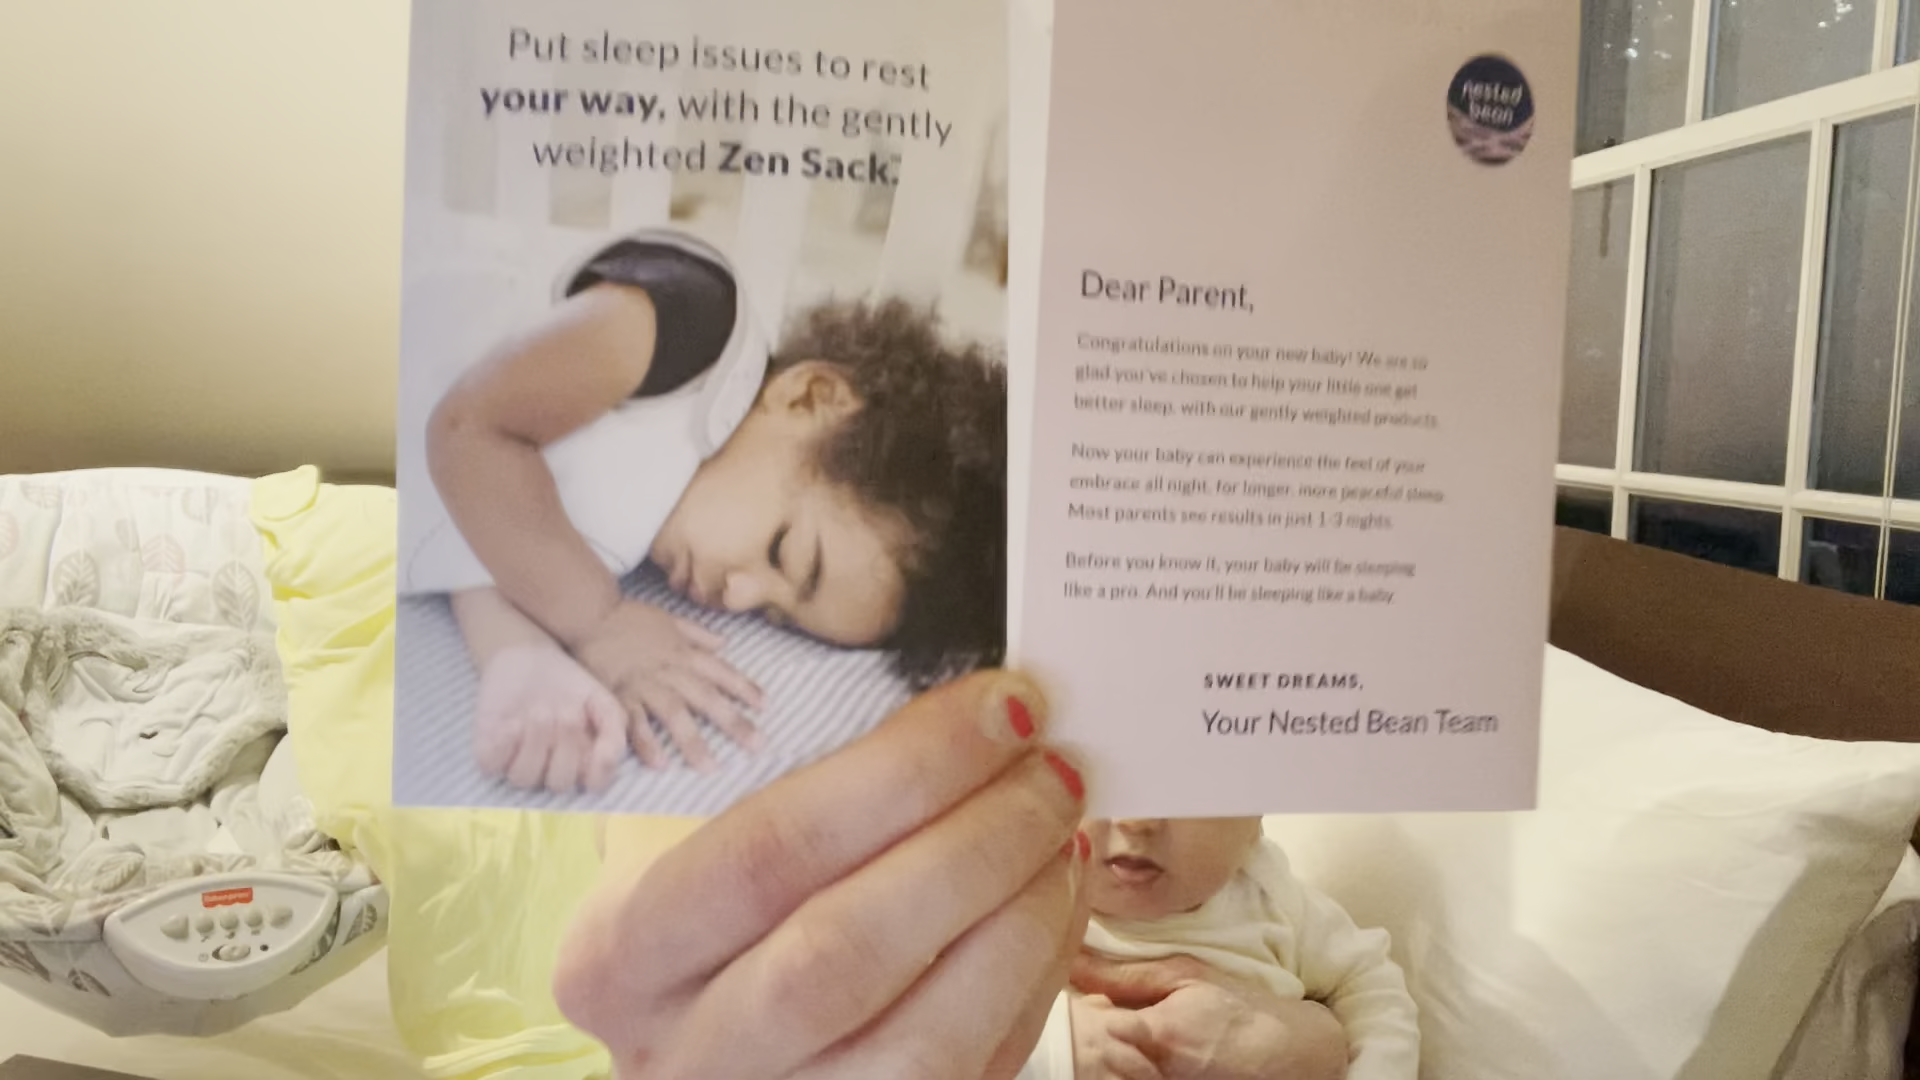 Put sleep issues to rest
your way, with the gently
weighted Zen Sack.™
nested
bean
Dear Parent,
Congratulations on your new baby! We are so
glad you've chosen to help your little one get
better sleep, with our gently weighted products.
Now your baby can experience the feel of your
embrace all night, for longer, more peaceful sleep.
Most parents see results in just 1-3 nights.
Before you know it, your baby will be sleeping
like a pro. And you'll be sleeping like a baby.
SWEET DREAMS,
Your Nested Bean Team
Fisher-Price